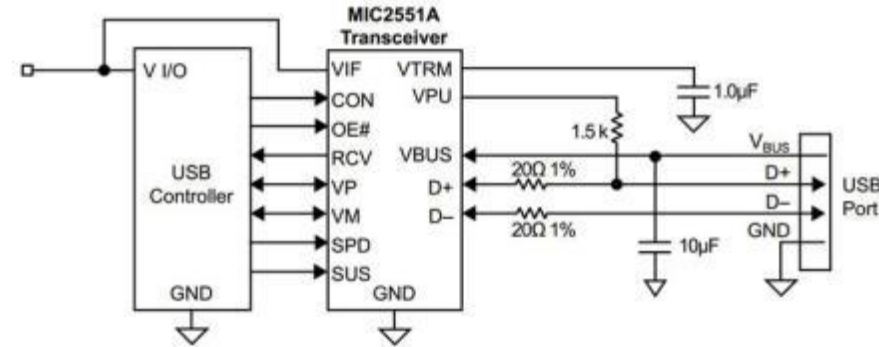 MIC2551A
Transceiver
V I/O
VIF
VTRM
CON
VPU
1.0µF
OE#
1.5 k
RCV
VBUS
VBUS
20Ω 1%
USB
Controller
VP
D+
D+
USB
Port
VM
D–
D–
20Ω 1%
GND
SPD
10µF
SUS
GND
GND